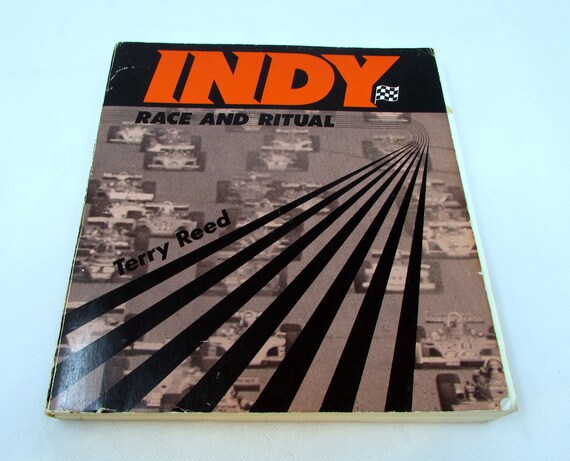 INDY
RACE AND RITUAL
Terry Reed